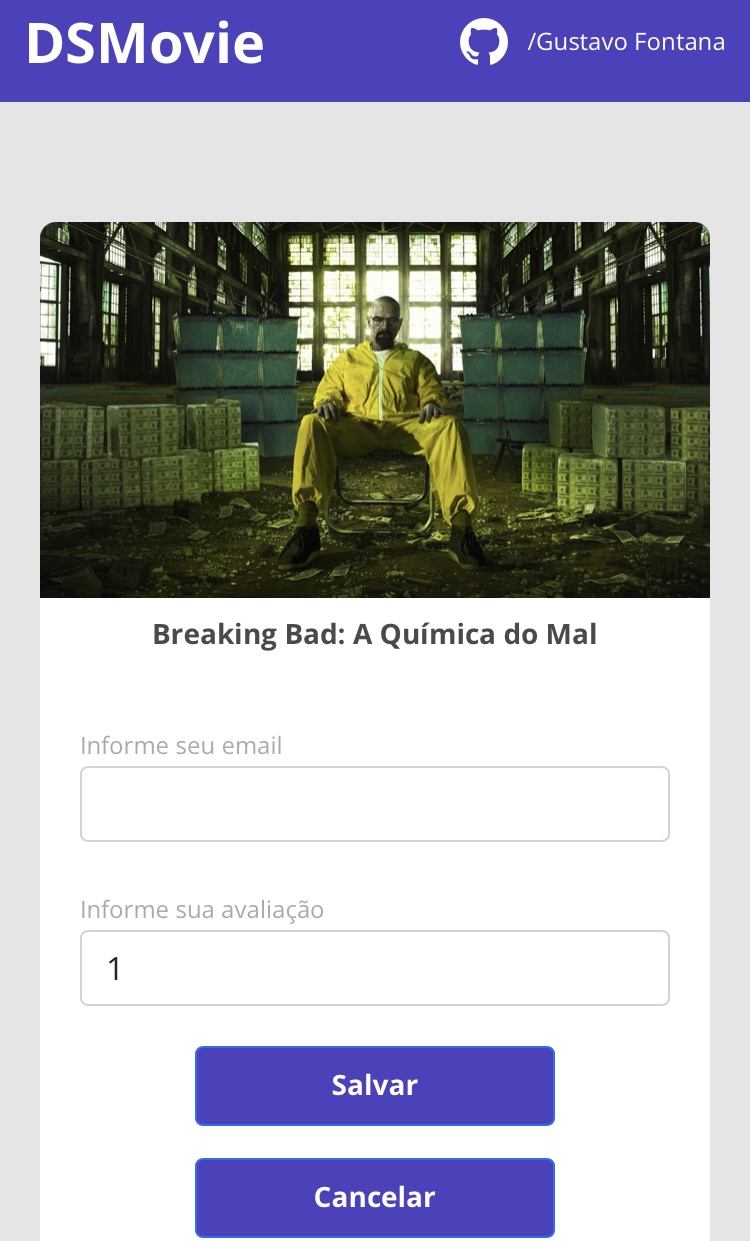 DSMovie
/Gustavo Fontana
Breaking Bad: A Química do Mal
Informe seu email
Informe sua avaliação
1
Salvar
Cancelar